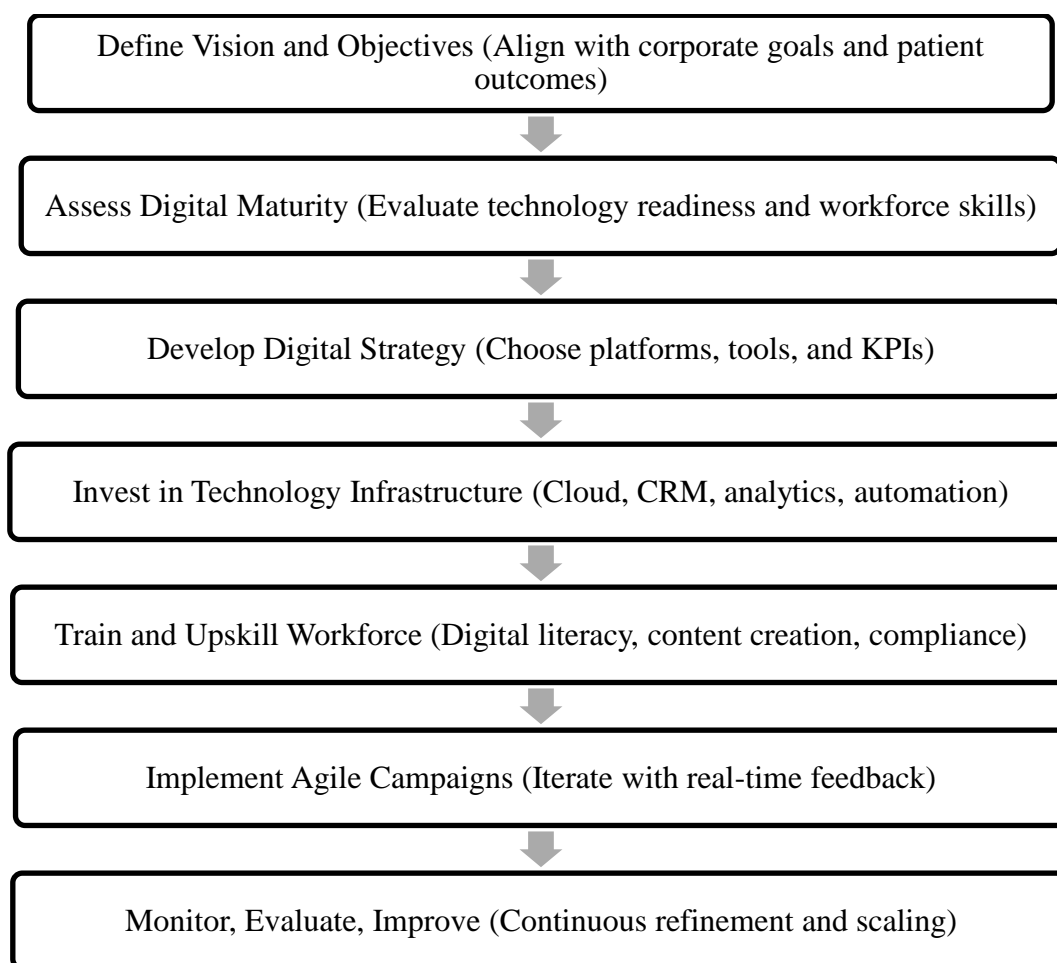 Define Vision and Objectives (Align with corporate goals and patient
outcomes)
Assess Digital Maturity (Evaluate technology readiness and workforce skills)
Develop Digital Strategy (Choose platforms, tools, and KPIs)
Invest in Technology Infrastructure (Cloud, CRM, analytics, automation)
Train and Upskill Workforce (Digital literacy, content creation, compliance)
Implement Agile Campaigns (Iterate with real-time feedback)
Monitor, Evaluate, Improve (Continuous refinement and scaling)